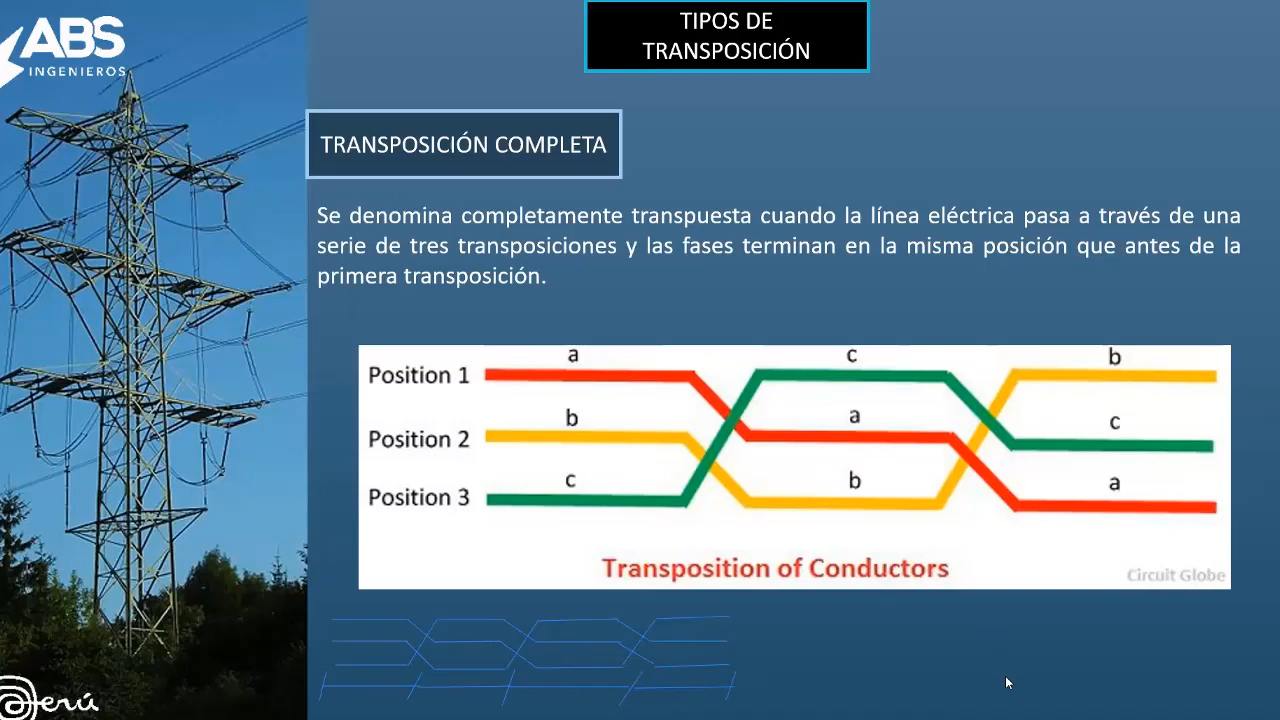 ABS
INGENIEROS
TIPOS DE
TRANSPOSICIÓN
TRANSPOSICIÓN COMPLETA
Se denomina completamente transpuesta cuando la línea eléctrica pasa a través de una
serie de tres transposiciones y las fases terminan en la misma posición que antes de la
primera transposición.
a c b
Position 1
b a c
Position 2
c b a
Position 3
Transposition of Conductors
Circuit Globe
Perú